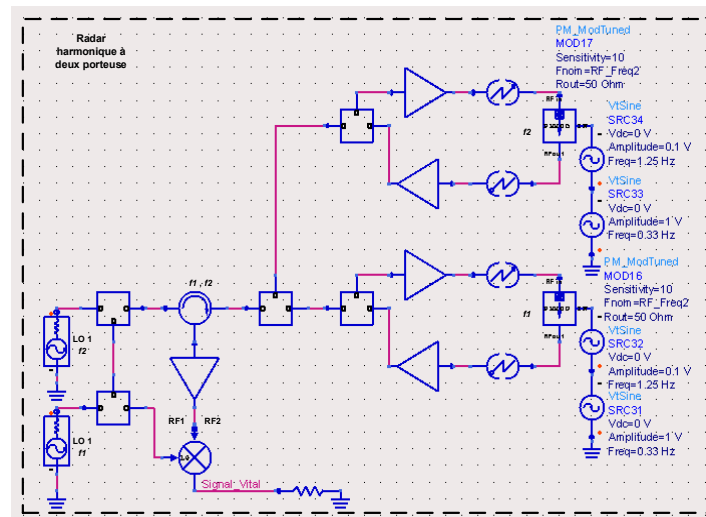 Radar
harmonique à
deux porteuse
PM_ModTuned
MOD17
Sensitivity=10
Fnom=RF_Freq2
Rout=50 Ohm
f2
VtSine
SRC34
Vdc=0 V
Amplitude=0.1 V
Freq=1.25 Hz
VtSine
SRC33
Vdc=0 V
Amplitude=1 V
Freq=0.33 Hz
PM_ModTuned
MOD16
Sensitivity=10
Fnom=RF_Freq2
Rout=50 Ohm
f1
VtSine
SRC32
Vdc=0 V
Amplitude=0.1 V
Freq=1.25 Hz
VtSine
SRC31
Vdc=0 V
Amplitude=1 V
Freq=0.33 Hz
f1, f2
LO 1
f2
LO 1
f1
RF1
RF2
Signal_Vital